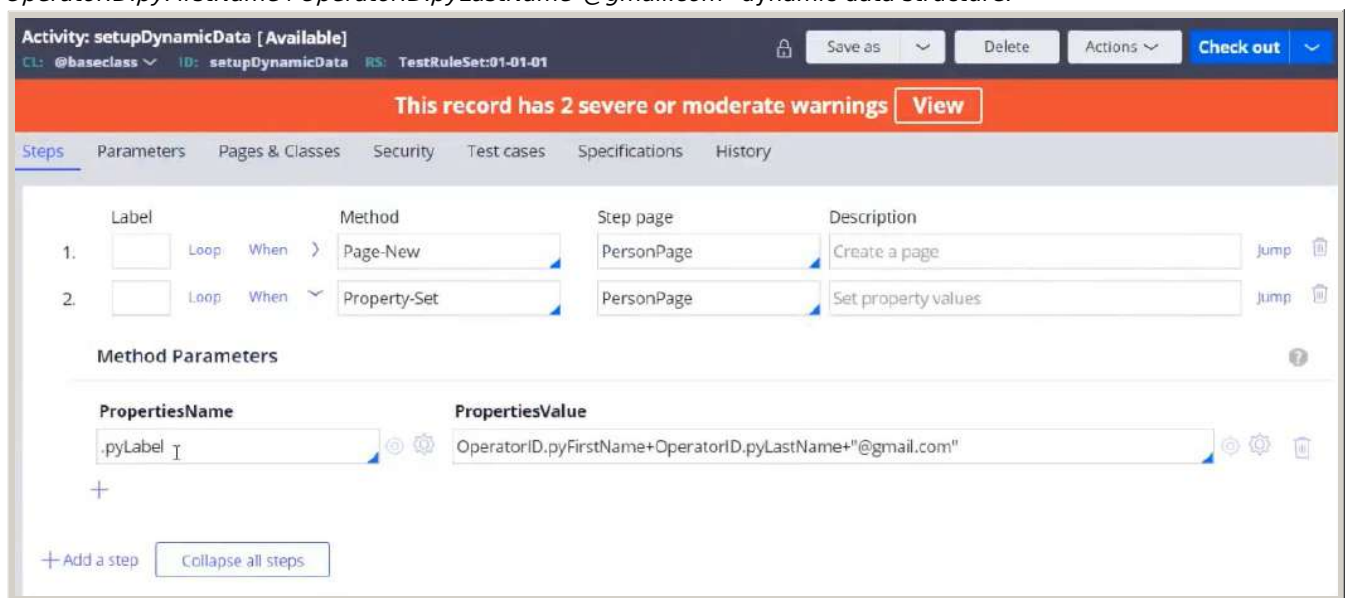 OperatorID.pyFirstName+OperatorID.pyLastName"@gmail.com" dynamic data structure.
Activity: setupDynamicData [Available]
CL: @baseclass ID: setupDynamicData RS: TestRuleSet:01-01-01
Save as Delete Actions Check out
This record has 2 severe or moderate warnings View
Steps Parameters Pages & Classes Security Test cases Specifications History
Label Method Step page Description
1. Loop When Page-New PersonPage Create a page Jump
2. Loop When Property-Set PersonPage Set property values Jump
Method Parameters ?
PropertiesName PropertiesValue
.pyLabel OperatorID.pyFirstName+OperatorID.pyLastName+"@gmail.com"
+ Add a step Collapse all steps